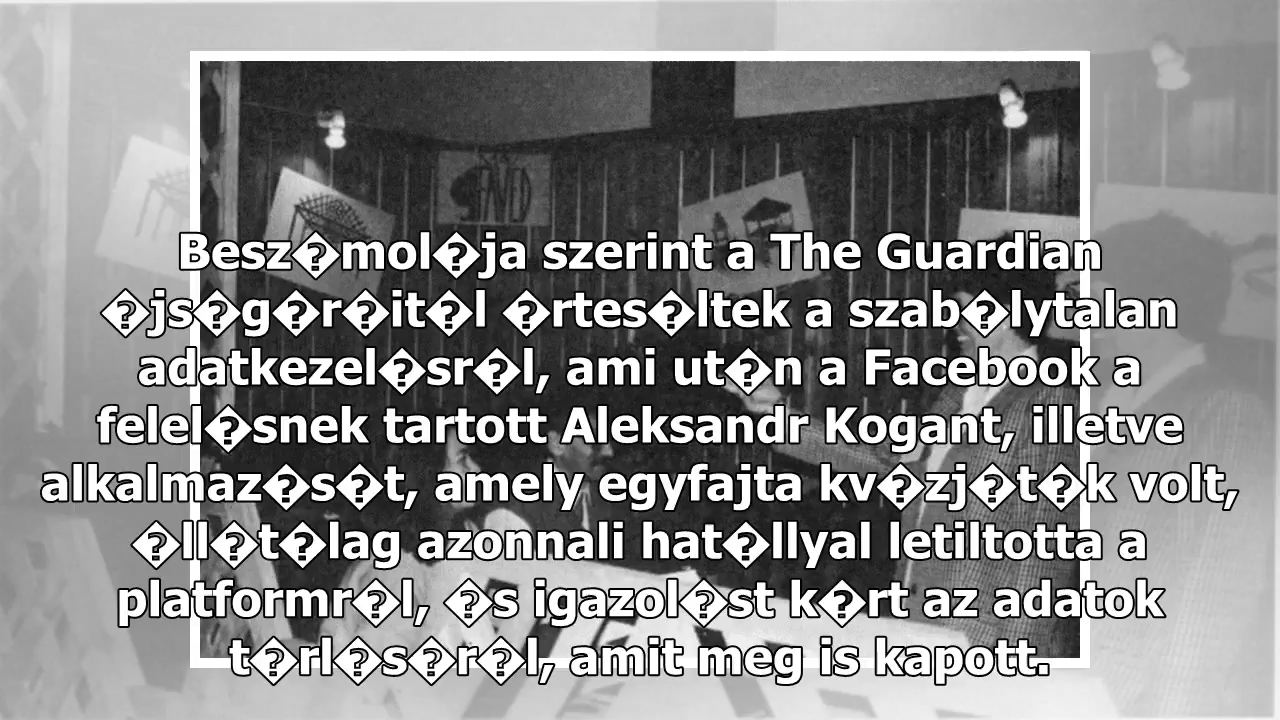 SEND
Besz�mol�ja szerint a The Guardian
�js�g�r�it�l �rtes�ltek a szab�lytalan
adatkezel�sr�l, ami ut�n a Facebook a
felel�snek tartott Aleksandr Kogant, illetve
alkalmaz�s�t, amely egyfajta kv�zj�t�k volt,
�ll�t�lag azonnali hat�llyal letiltotta a
platformr�l, �s igazol�st k�rt az adatok
t�rl�s�r�l, amit meg is kapott.